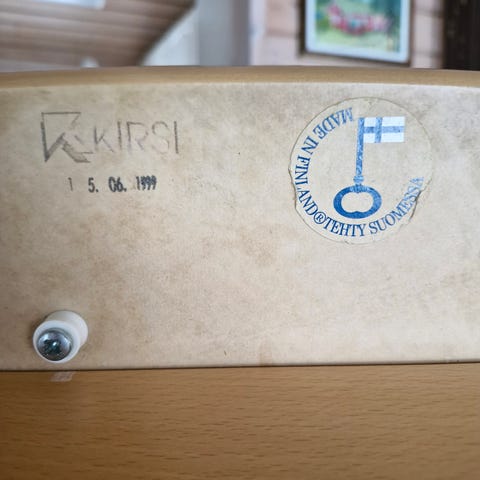 KIRSI
15. 06. 1999
MADE IN FINLAND®TEHTY SUOMESSA